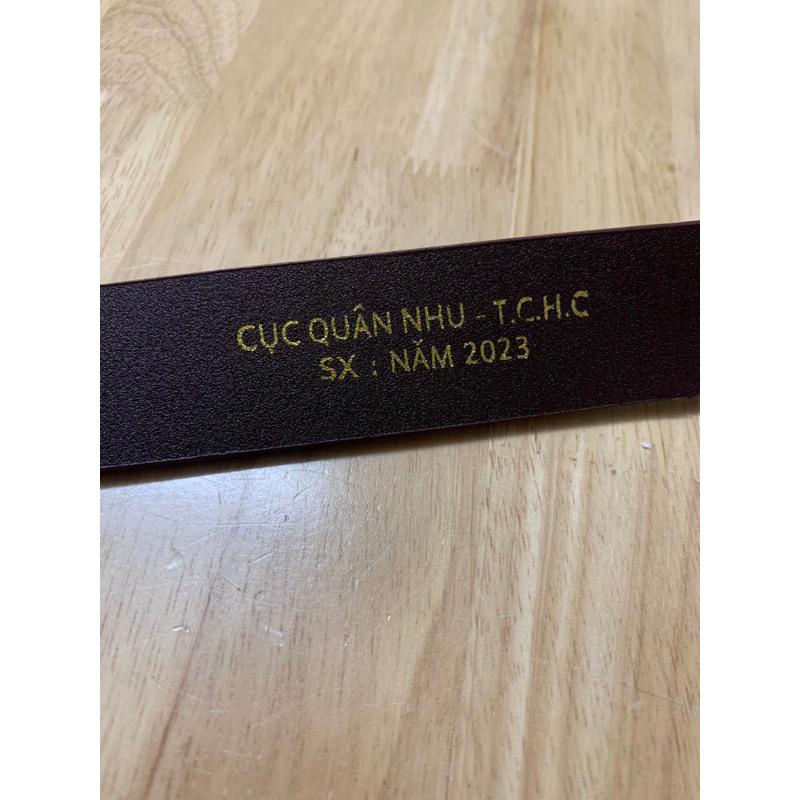 CỤC QUÂN NHU - T.C.H.C
SX : NĂM 2023